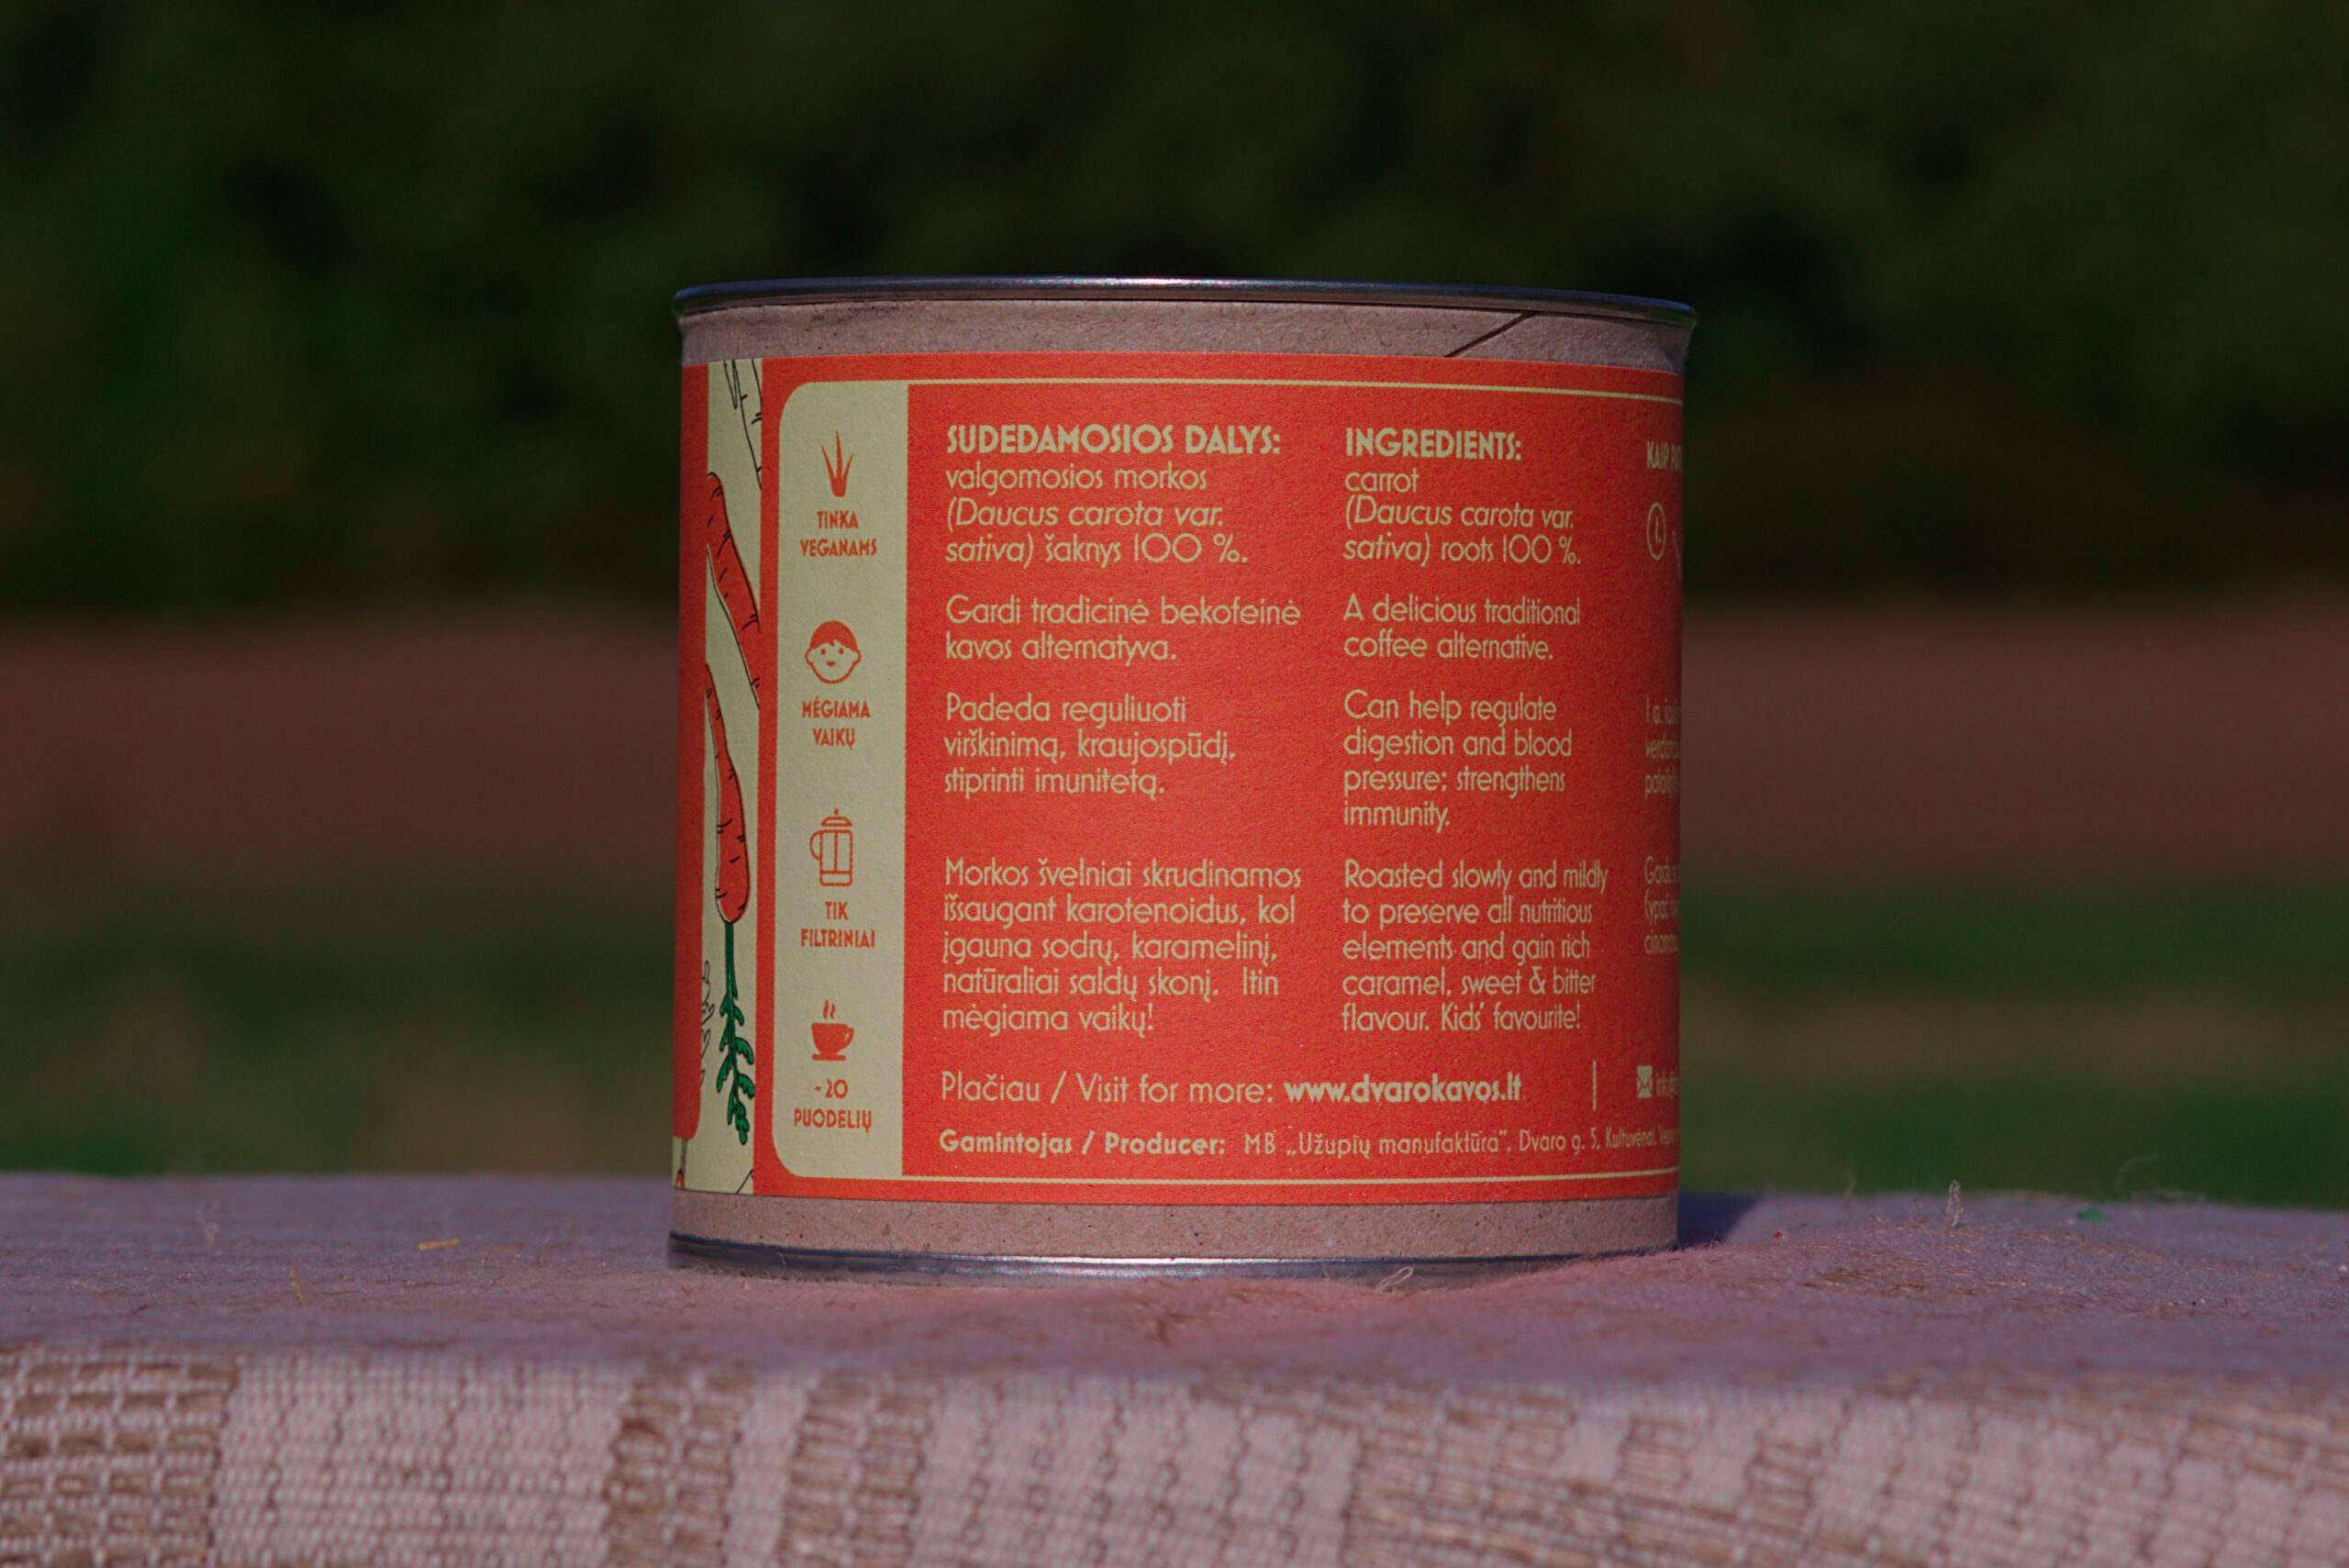 TINKA
VEGANAMS
MĖGIAMA
VAIKŲ
TIK
FILTRINIAI
~20
PUODELIŲ
SUDEDAMOSIOS DALYS:
valgomosios morkos
(Daucus carota var.
sativa) šaknys 100 %.
Gardi tradicinė bekofeinė
kavos alternatyva.
Padeda reguliuoti
virškinimą, kraujospūdį,
stiprinti imunitetą.
Morkos švelniai skrudinamos
išsaugant karotenoidus, kol
įgauna sodrų, karamelinį,
natūraliai saldų skonį. Itin
mėgiama vaikų!
INGREDIENTS:
carrot
(Daucus carota var.
sativa) roots 100 %.
A delicious traditional
coffee alternative.
Can help regulate
digestion and blood
pressure; strengthens
immunity.
Roasted slowly and mildly
to preserve all nutritious
elements and gain rich
caramel, sweet & bitter
flavour. Kids' favourite!
Plačiau / Visit for more: www.dvarokavos.lt
Gamintojas / Producer: MB „Užupių manufaktūra", Dvaro g. 5, Kultuvėnai,
KAIP
1 a.